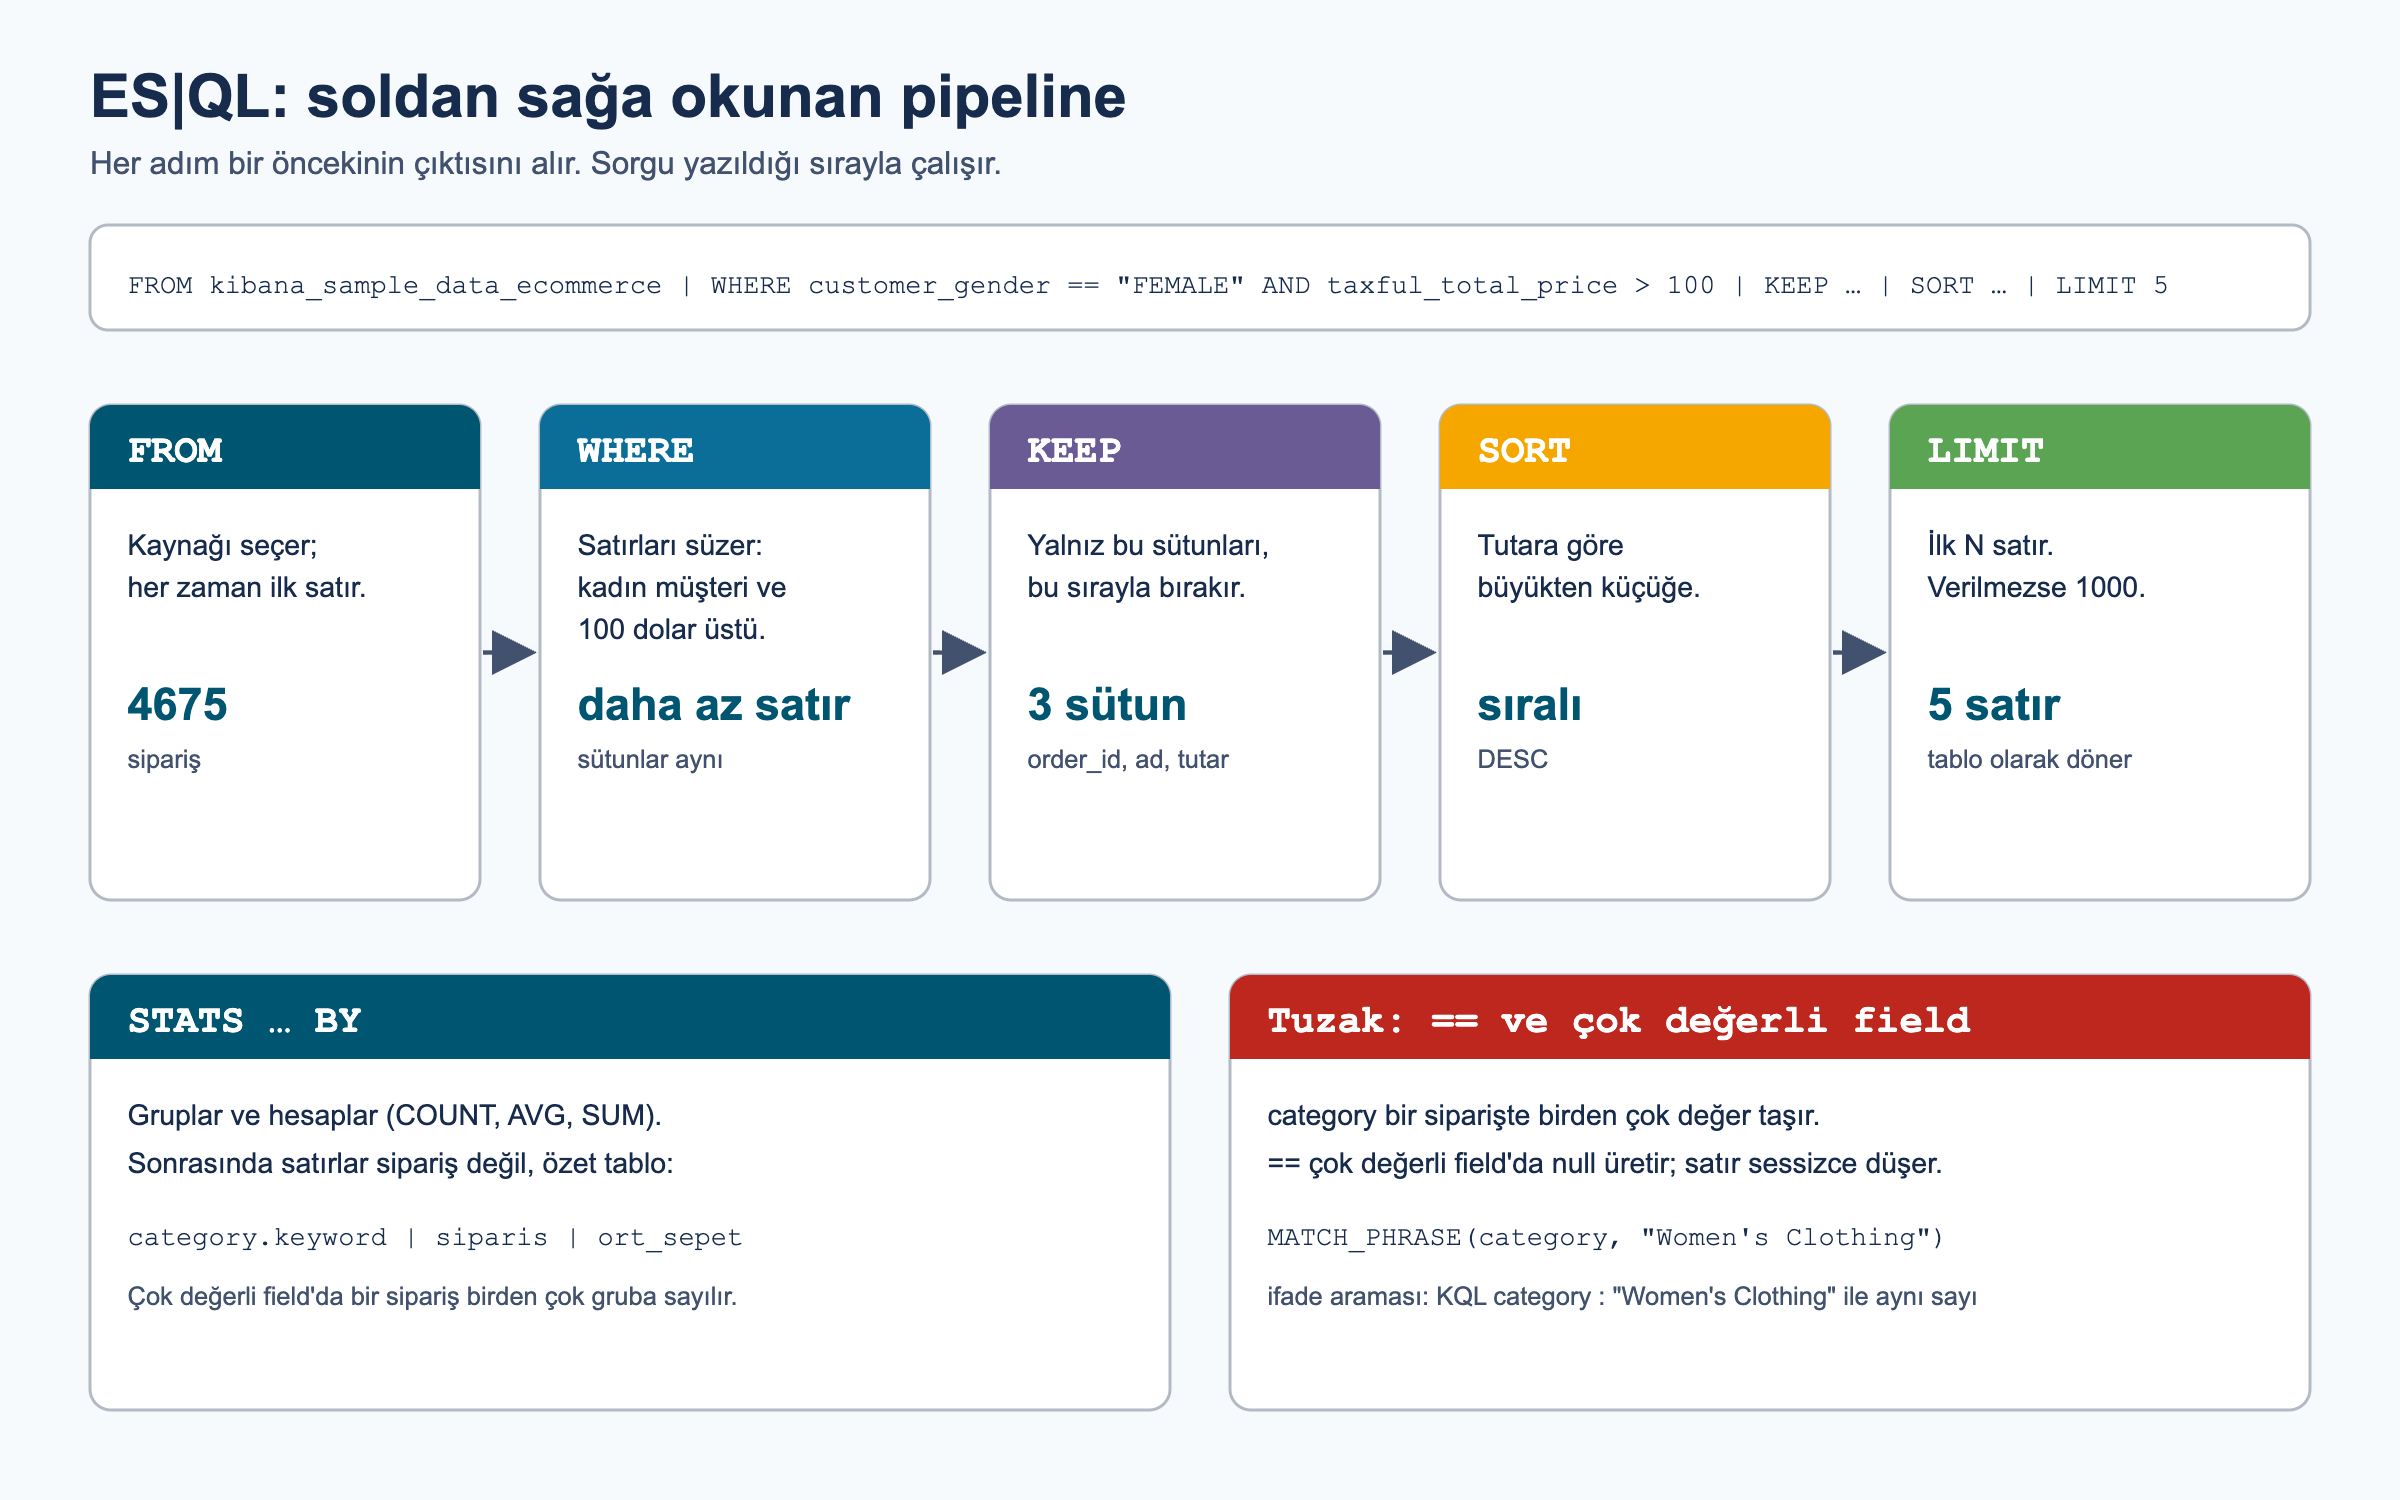 ES|QL: soldan sağa okunan pipeline
Her adım bir öncekinin çıktısını alır. Sorgu yazıldığı sırayla çalışır.
FROM kibana_sample_data_ecommerce | WHERE customer_gender == "FEMALE" AND taxful_total_price > 100 | KEEP … | SORT … | LIMIT 5
FROM
Kaynağı seçer;
her zaman ilk satır.
4675
sipariş
WHERE
Satırları süzer:
kadın müşteri ve
100 dolar üstü.
daha az satır
sütunlar aynı
KEEP
Yalnız bu sütunları,
bu sırayla bırakır.
3 sütun
order_id, ad, tutar
SORT
Tutara göre
büyükten küçüğe.
sıralı
DESC
LIMIT
İlk N satır.
Verilmezse 1000.
5 satır
tablo olarak döner
STATS … BY
Gruplar ve hesaplar (COUNT, AVG, SUM).
Sonrasında satırlar sipariş değil, özet tablo:
category.keyword | siparis | ort_sepet
Çok değerli field'da bir sipariş birden çok gruba sayılır.
Tuzak: == ve çok değerli field
category bir siparişte birden çok değer taşır.
== çok değerli field'da null üretir; satır sessizce düşer.
MATCH_PHRASE(category, "Women's Clothing")
ifade araması: KQL category : "Women's Clothing" ile aynı sayı